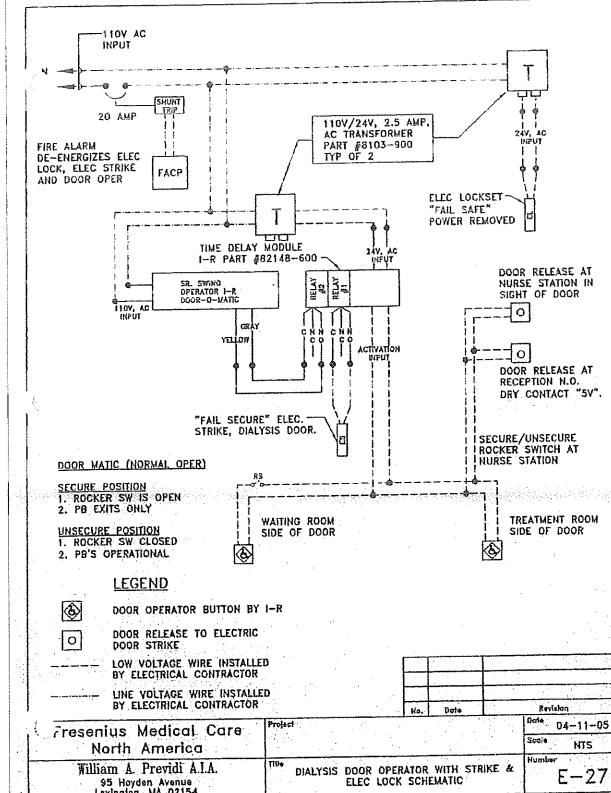 110V AC
INPUT
N
T
20 AMP
SHUNT
TRIP
FIRE ALARM
DE-ENERGIZES ELEC
LOCK, ELEC STRIKE
AND DOOR OPER
FACP
110V/24V, 2.5 AMP,
AC TRANSFORMER
PART #8103-900
TYP OF 2
24V, AC
INPUT
EL
ELEC LOCKSET
"FAIL SAFE"
POWER REMOVED
T
TIME DELAY MODULE
I-R PART #82148-600
24V, AC
INPUT
SR. SWING
OPERATOR I-R
DOOR-O-MATIC
110V, AC
INPUT
GRAY
YELLOW
RELAY
#2
RELAY
#1
C
NC
NO
C
NC
NO
ACTIVATION
INPUT
DOOR RELEASE AT
NURSE STATION IN
SIGHT OF DOOR
DOOR RELEASE AT
RECEPTION N.O.
DRY CONTACT "5V".
"FAIL SECURE" ELEC.
STRIKE, DIALYSIS DOOR.
ES
SECURE/UNSECURE
ROCKER SWITCH AT
NURSE STATION
DOOR MATIC (NORMAL OPER)
SECURE POSITION
1. ROCKER SW IS OPEN
2. PB EXITS ONLY
UNSECURE POSITION
1. ROCKER SW CLOSED
2. PB'S OPERATIONAL
RS
WAITING ROOM
SIDE OF DOOR
TREATMENT ROOM
SIDE OF DOOR
LEGEND
DOOR OPERATOR BUTTON BY I-R
DOOR RELEASE TO ELECTRIC
DOOR STRIKE
LOW VOLTAGE WIRE INSTALLED
BY ELECTRICAL CONTRACTOR
LINE VOLTAGE WIRE INSTALLED
BY ELECTRICAL CONTRACTOR
No. Date Revision
Fresenius Medical Care
North America
Project
Date 04-11-05
Scale NTS
William A. Previdi A.I.A.
95 Hayden Avenue
Lexington, MA 02154
Title DIALYSIS DOOR OPERATOR WITH STRIKE &
ELEC LOCK SCHEMATIC
Number
E-27